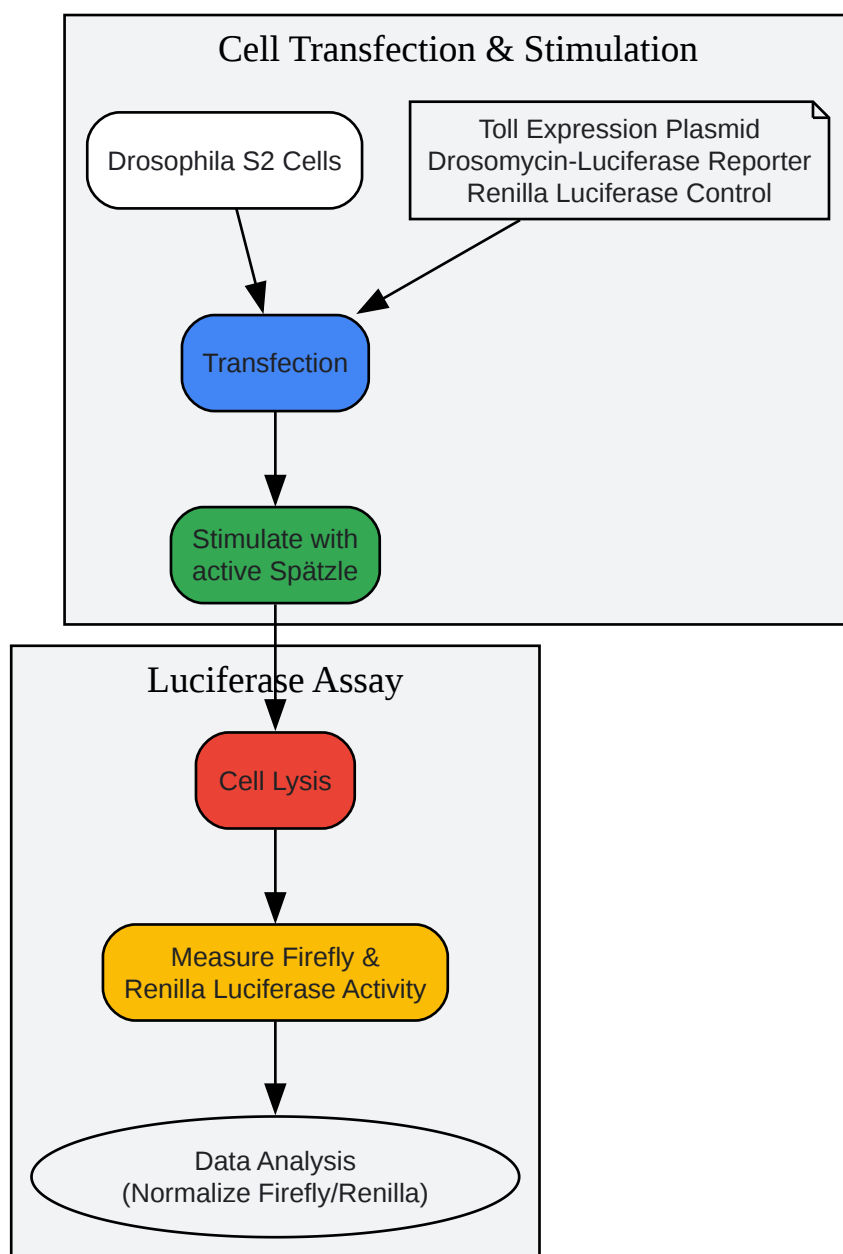 Cell Transfection & Stimulation
Drosophila S2 Cells
Toll Expression Plasmid
Drosomycin-Luciferase Reporter
Renilla Luciferase Control
Transfection
Stimulate with
active Spätzle
Luciferase Assay
Cell Lysis
Measure Firefly &
Renilla Luciferase Activity
Data Analysis
(Normalize Firefly/Renilla)